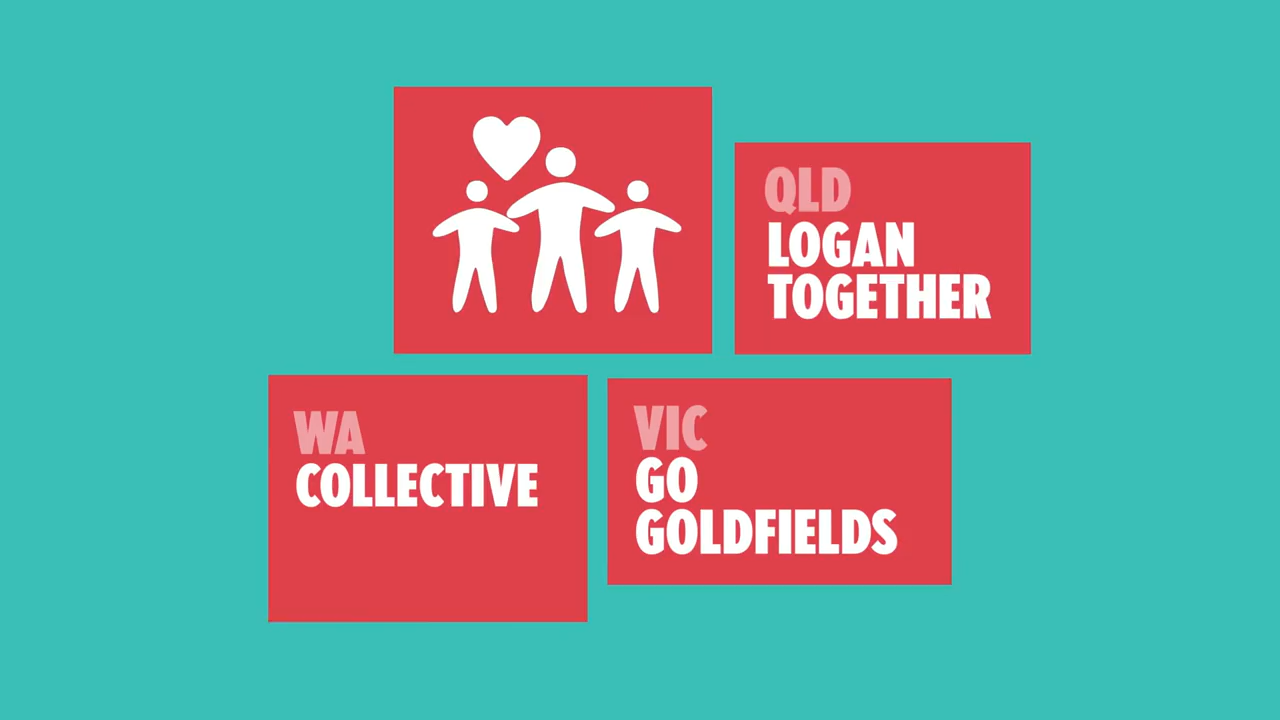 QLD
LOGAN
TOGETHER
WA
COLLECTIVE
VIC
GO
GOLDFIELDS